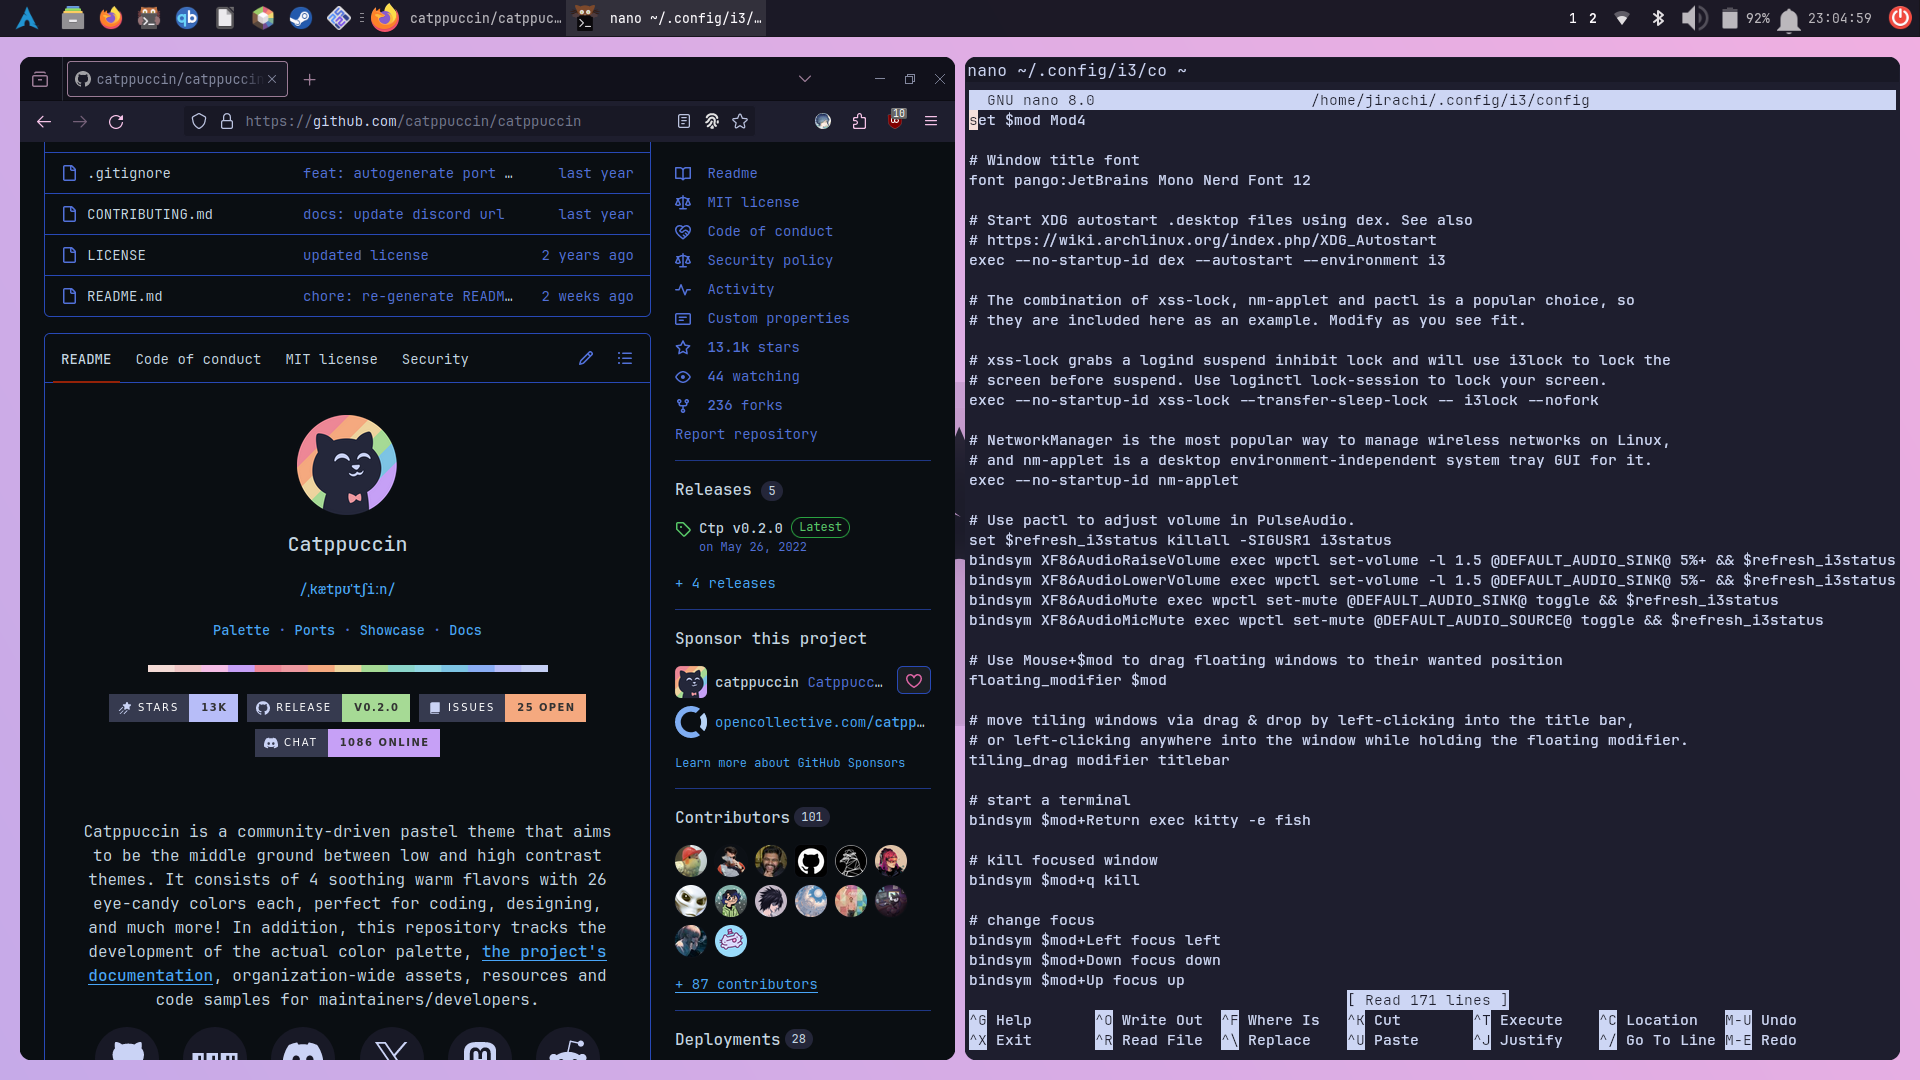 catppuccin/catppuc…
nano ~/.config/i3/…
1 2
92%
23:04:59
catppuccin/catppuccin
https://github.com/catppuccin/catppuccin
10
.gitignore feat: autogenerate port … last year
CONTRIBUTING.md docs: update discord url last year
LICENSE updated license 2 years ago
README.md chore: re-generate READM… 2 weeks ago
README Code of conduct MIT license Security
Catppuccin
/ˌkætpʊˈtʃiːn/
Palette · Ports · Showcase · Docs
STARS 13K
RELEASE V0.2.0
ISSUES 25 OPEN
CHAT 1086 ONLINE
Catppuccin is a community-driven pastel theme that aims
to be the middle ground between low and high contrast
themes. It consists of 4 soothing warm flavors with 26
eye-candy colors each, perfect for coding, designing,
and much more! In addition, this repository tracks the
development of the actual color palette, the project's
documentation, organization-wide assets, resources and
code samples for maintainers/developers.
Readme
MIT license
Code of conduct
Security policy
Activity
Custom properties
13.1k stars
44 watching
236 forks
Report repository
Releases 5
Ctp v0.2.0 Latest
on May 26, 2022
+ 4 releases
Sponsor this project
catppuccin Catppucc…
opencollective.com/catpp…
Learn more about GitHub Sponsors
Contributors 101
+ 87 contributors
Deployments 28
nano ~/.config/i3/co ~
GNU nano 8.0 /home/jirachi/.config/i3/config
set $mod Mod4
# Window title font
font pango:JetBrains Mono Nerd Font 12
# Start XDG autostart .desktop files using dex. See also
# https://wiki.archlinux.org/index.php/XDG_Autostart
exec --no-startup-id dex --autostart --environment i3
# The combination of xss-lock, nm-applet and pactl is a popular choice, so
# they are included here as an example. Modify as you see fit.
# xss-lock grabs a logind suspend inhibit lock and will use i3lock to lock the
# screen before suspend. Use loginctl lock-session to lock your screen.
exec --no-startup-id xss-lock --transfer-sleep-lock -- i3lock --nofork
# NetworkManager is the most popular way to manage wireless networks on Linux,
# and nm-applet is a desktop environment-independent system tray GUI for it.
exec --no-startup-id nm-applet
# Use pactl to adjust volume in PulseAudio.
set $refresh_i3status killall -SIGUSR1 i3status
bindsym XF86AudioRaiseVolume exec wpctl set-volume -l 1.5 @DEFAULT_AUDIO_SINK@ 5%+ && $refresh_i3status
bindsym XF86AudioLowerVolume exec wpctl set-volume -l 1.5 @DEFAULT_AUDIO_SINK@ 5%- && $refresh_i3status
bindsym XF86AudioMute exec wpctl set-mute @DEFAULT_AUDIO_SINK@ toggle && $refresh_i3status
bindsym XF86AudioMicMute exec wpctl set-mute @DEFAULT_AUDIO_SOURCE@ toggle && $refresh_i3status
# Use Mouse+$mod to drag floating windows to their wanted position
floating_modifier $mod
# move tiling windows via drag & drop by left-clicking into the title bar,
# or left-clicking anywhere into the window while holding the floating modifier.
tiling_drag modifier titlebar
# start a terminal
bindsym $mod+Return exec kitty -e fish
# kill focused window
bindsym $mod+q kill
# change focus
bindsym $mod+Left focus left
bindsym $mod+Down focus down
bindsym $mod+Up focus up
[ Read 171 lines ]
^G Help ^O Write Out ^F Where Is ^K Cut ^T Execute ^C Location M-U Undo
^X Exit ^R Read File ^\ Replace ^U Paste ^J Justify ^/ Go To Line M-E Redo